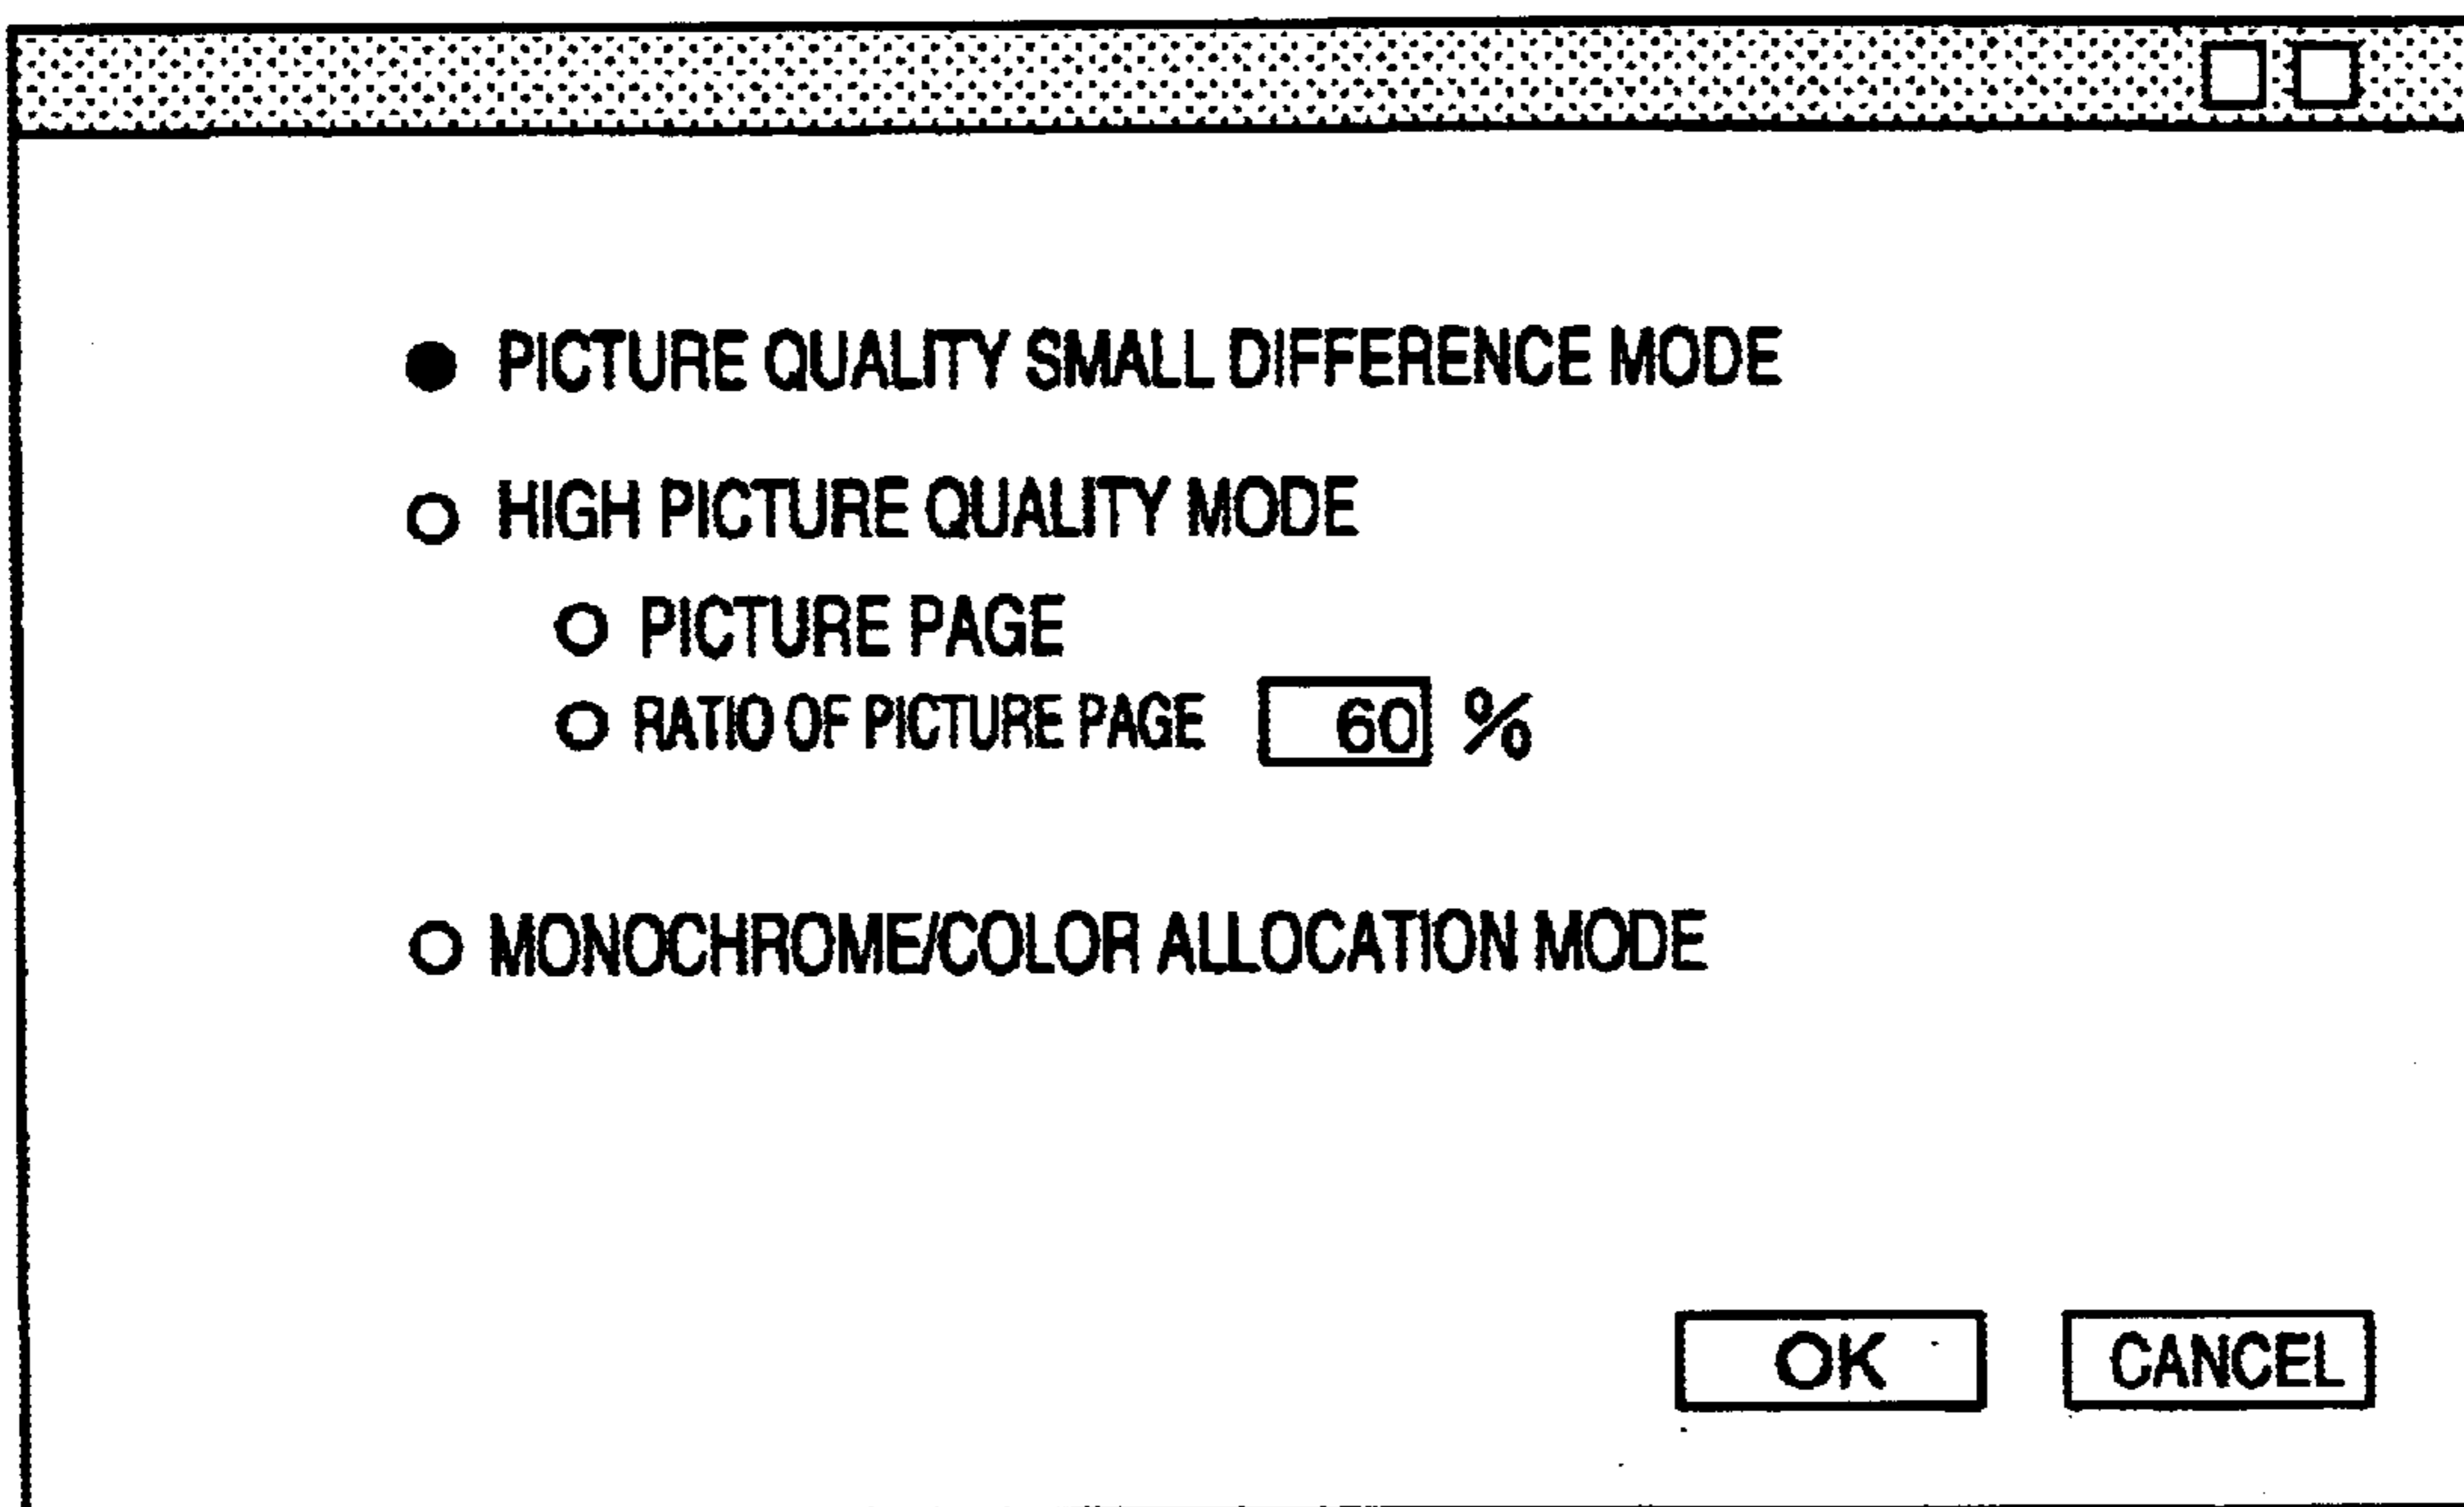 PICTURE QUALITY SMALL DIFFERENCE MODE
HIGH PICTURE QUALITY MODE
PICTURE PAGE
RATIO OF PICTURE PAGE 60 %
MONOCHROME/COLOR ALLOCATION MODE
OK CANCEL